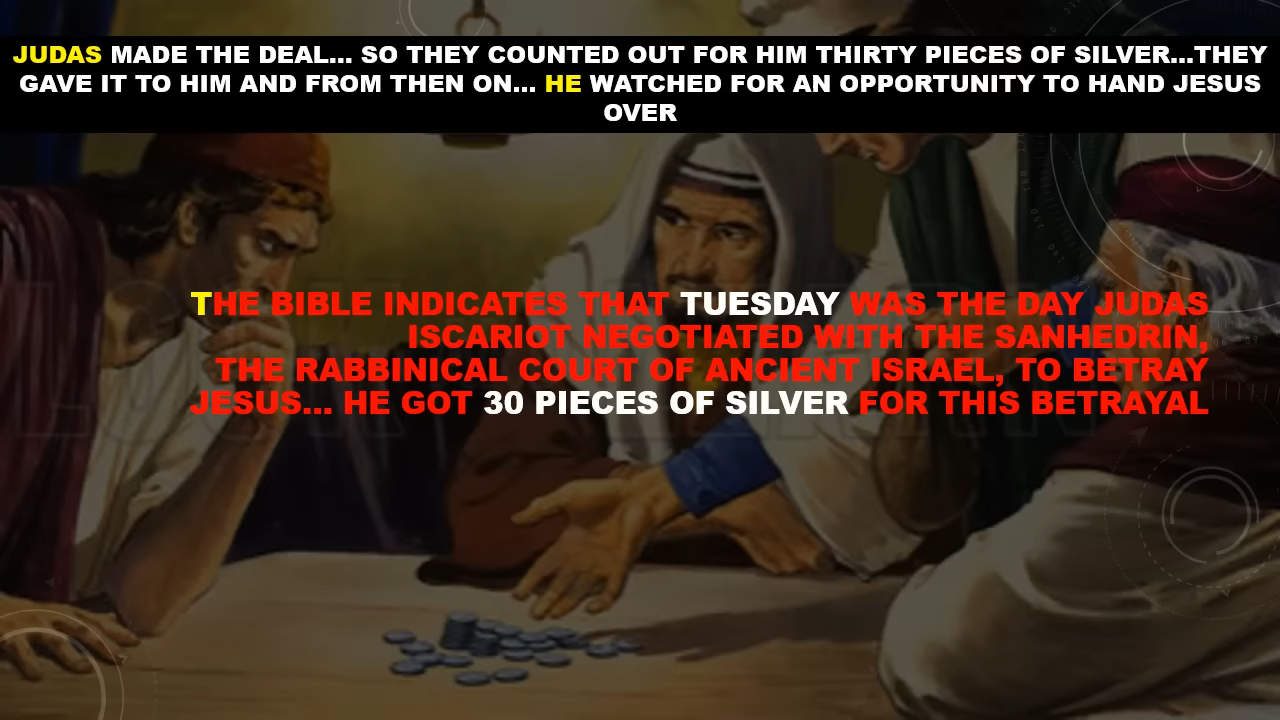 JUDAS MADE THE DEAL... SO THEY COUNTED OUT FOR HIM THIRTY PIECES OF SILVER...THEY
GAVE IT TO HIM AND FROM THEN ON... HE WATCHED FOR AN OPPORTUNITY TO HAND JESUS
OVER
THE BIBLE INDICATES THAT TUESDAY WAS THE DAY JUDAS
ISCARIOT NEGOTIATED WITH THE SANHEDRIN,
THE RABBINICAL COURT OF ANCIENT ISRAEL, TO BETRAY
JESUS... HE GOT 30 PIECES OF SILVER FOR THIS BETRAYAL